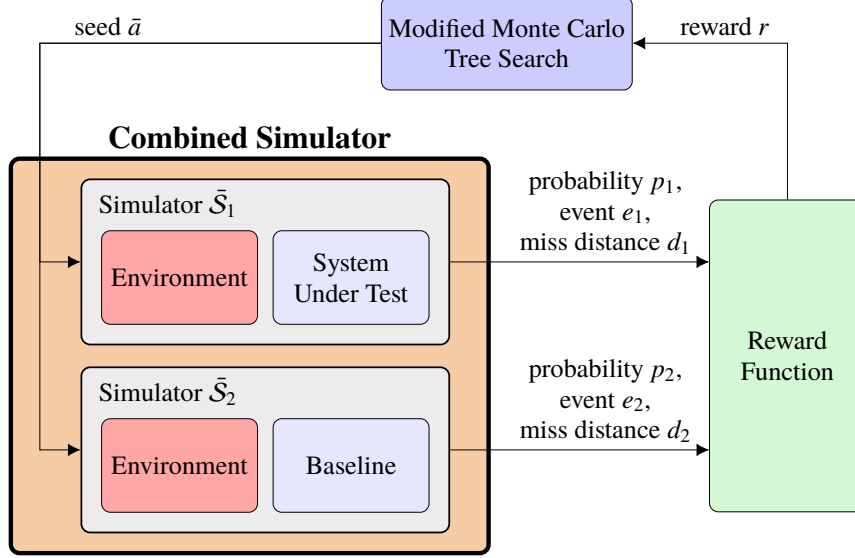 seed ā
Modified Monte Carlo
Tree Search
reward r
Combined Simulator
Simulator S̄₁
Environment
System
Under Test
probability p₁,
event e₁,
miss distance d₁
Simulator S̄₂
Environment
Baseline
probability p₂,
event e₂,
miss distance d₂
Reward
Function